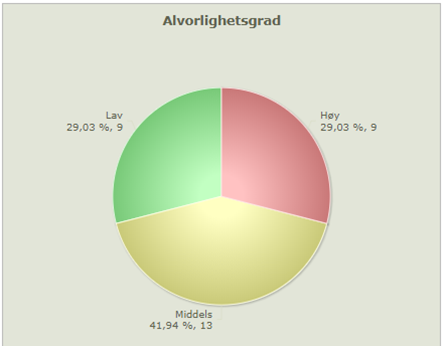 Alvorlighetsgrad
Lav
29,03 %, 9
Høy
29,03 %, 9
Middels
41,94 %, 13